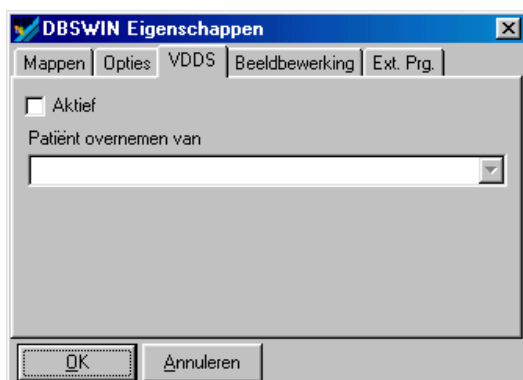 DBSWIN Eigenschappen
Mappen Opties VDDS Beeldbewerking Ext. Prg.
Aktief
Patiënt overnemen van
OK Annuleren